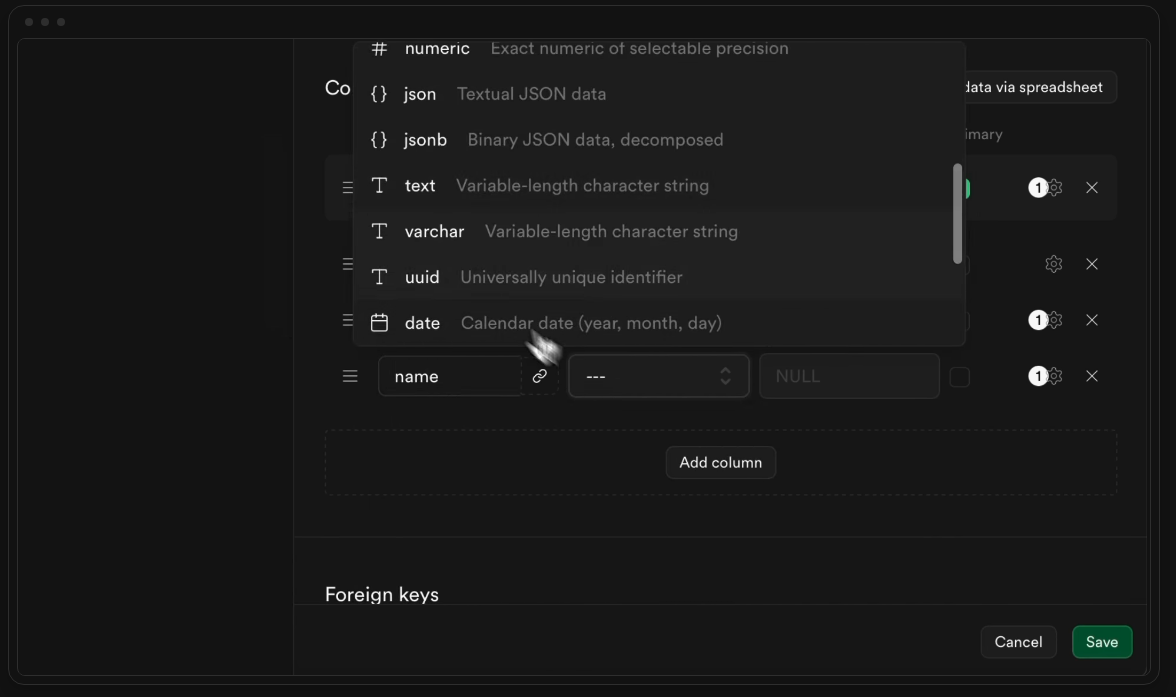 numeric Exact numeric of selectable precision
Co
data via spreadsheet
{} json Textual JSON data
imary
{} jsonb Binary JSON data, decomposed
text Variable-length character string
1
varchar Variable-length character string
uuid Universally unique identifier
date Calendar date (year, month, day)
1
name --- NULL 1
Add column
Foreign keys
Cancel Save